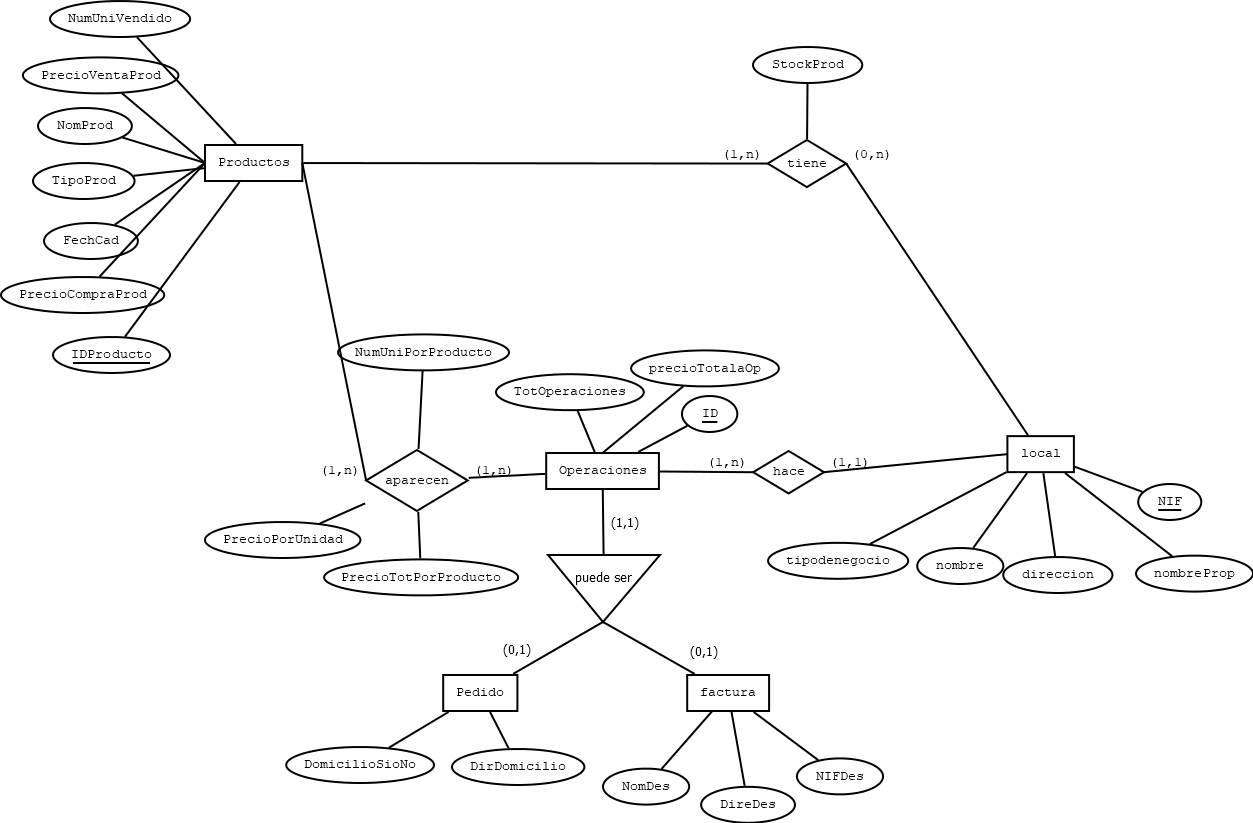 NumUniVendido
PrecioVentaProd
NomProd
TipoProd
FechCad
PrecioCompraProd
IDProducto
Productos
StockProd
(1,n)
tiene
(0,n)
NumUniPorProducto
(1,n)
aparecen
(1,n)
PrecioPorUnidad
PrecioTotPorProducto
TotOperaciones
precioTotalaOp
ID
Operaciones
(1,n)
hace
(1,1)
local
NIF
tipodenegocio
nombre
direccion
nombreProp
(1,1)
puede ser
(0,1)
(0,1)
Pedido
factura
DomicilioSioNo
DirDomicilio
NomDes
DireDes
NIFDes